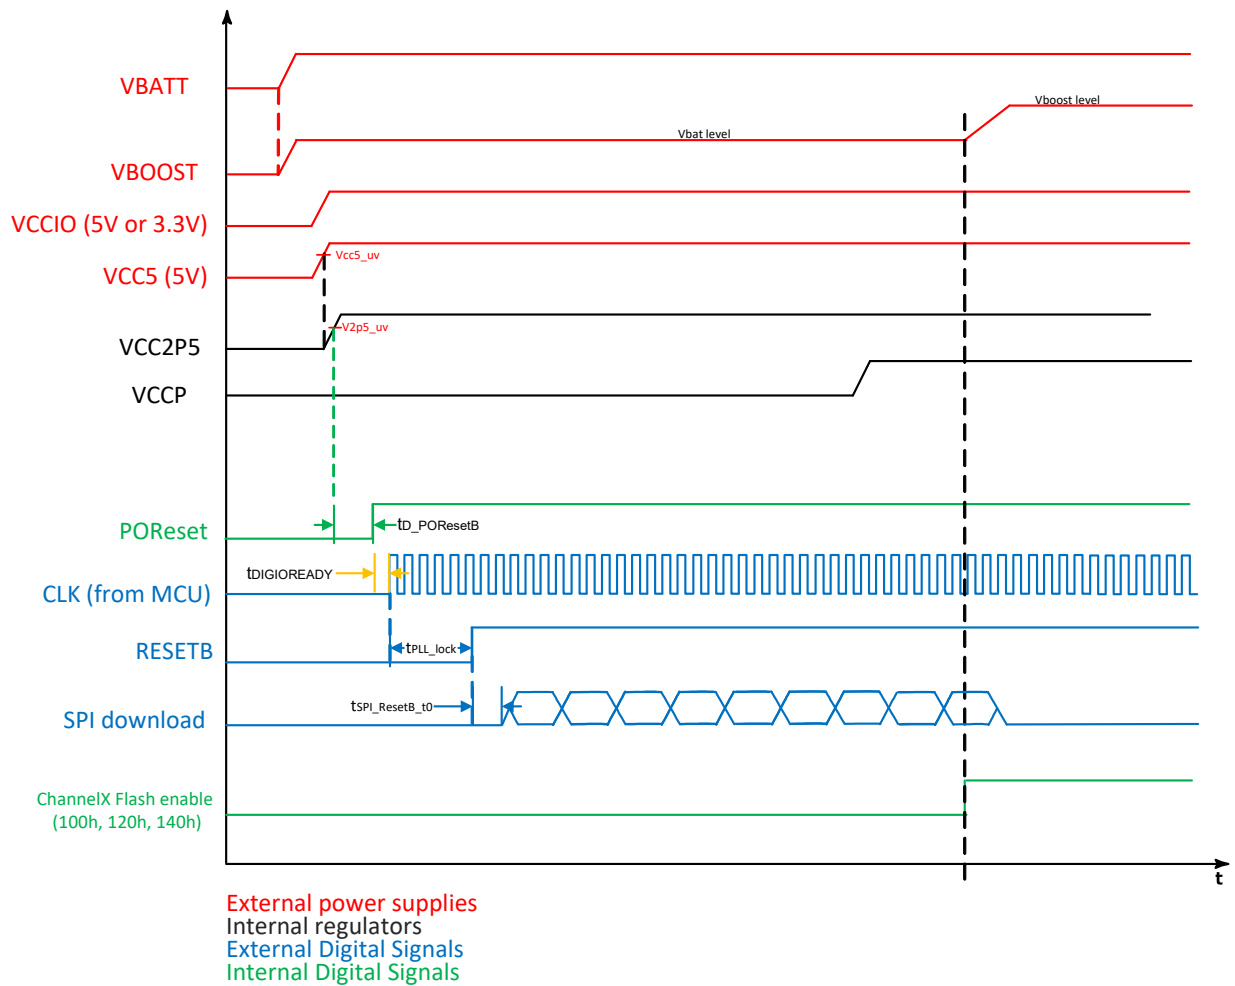 VBATT
Vboost level
Vbat level
VBOOST
VCCIO (5V or 3.3V)
Vcc5_uv
VCC5 (5V)
V2p5_uv
VCC2P5
VCCP
POReset
tD_POResetB
tDIGIOREADY
CLK (from MCU)
RESETB
tPLL_lock
tSPI_ResetB_t0
SPI download
ChannelX Flash enable
(100h, 120h, 140h)
t
External power supplies
Internal regulators
External Digital Signals
Internal Digital Signals